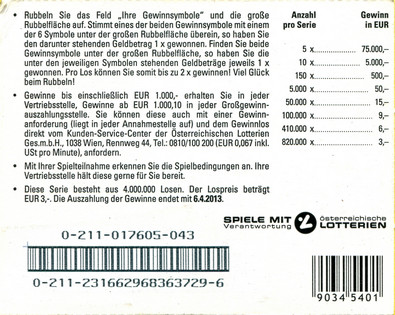 • Rubbeln Sie das Feld „Ihre Gewinnsymbole" und die große
Rubbelfläche auf. Stimmt eines der beiden Gewinnsymbole mit einem
der 6 Symbole unter der großen Rubbelfläche überein, so haben Sie
den darunter stehenden Geldbetrag 1 x gewonnen. Finden Sie beide
Gewinnsymbole unter der großen Rubbelfläche, so haben Sie die
unter den jeweiligen Symbolen stehenden Geldbeträge jeweils 1 x
gewonnen. Pro Los können Sie somit bis zu 2 x gewinnen! Viel Glück
beim Rubbeln!
• Gewinne bis einschließlich EUR 1.000,- erhalten Sie in jeder
Vertriebsstelle, Gewinne ab EUR 1.000,10 in jeder Großgewinn-
auszahlungsstelle. Sie können diese auch mit einer Gewinn-
anforderung (liegt in jeder Annahmestelle auf) und dem Gewinnlos
direkt vom Kunden-Service-Center der Österreichischen Lotterien
Ges.m.b.H., 1038 Wien, Rennweg 44, Tel.: 0810/100 200 (EUR 0,067 inkl.
USt pro Minute), anfordern.
• Mit Ihrer Spielteilnahme erkennen Sie die Spielbedingungen an. Ihre
Vertriebsstelle hält diese gerne für Sie bereit.
• Diese Serie besteht aus 4.000.000 Losen. Der Lospreis beträgt
EUR 3,-. Die Auszahlung der Gewinne endet mit 6.4.2013.
Anzahl Gewinn
pro Serie in EUR
5 x 75.000,–
10 x 5.000,–
150 x 500,–
5.000 x 50,–
50.000 x 15,–
100.000 x 9,–
410.000 x 6,–
820.000 x 3,–
SPIELE MIT österreichische
Verantwortung LOTTERIEN
0-211-017605-043
0-211-231662968363729-6
9034 5401